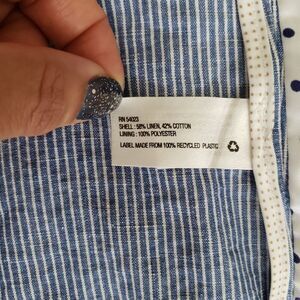 RN 54023
SHELL : 58% LINEN, 42% COTTON
LINING : 100% POLYESTER
LABEL MADE FROM 100% RECYCLED PLASTIC